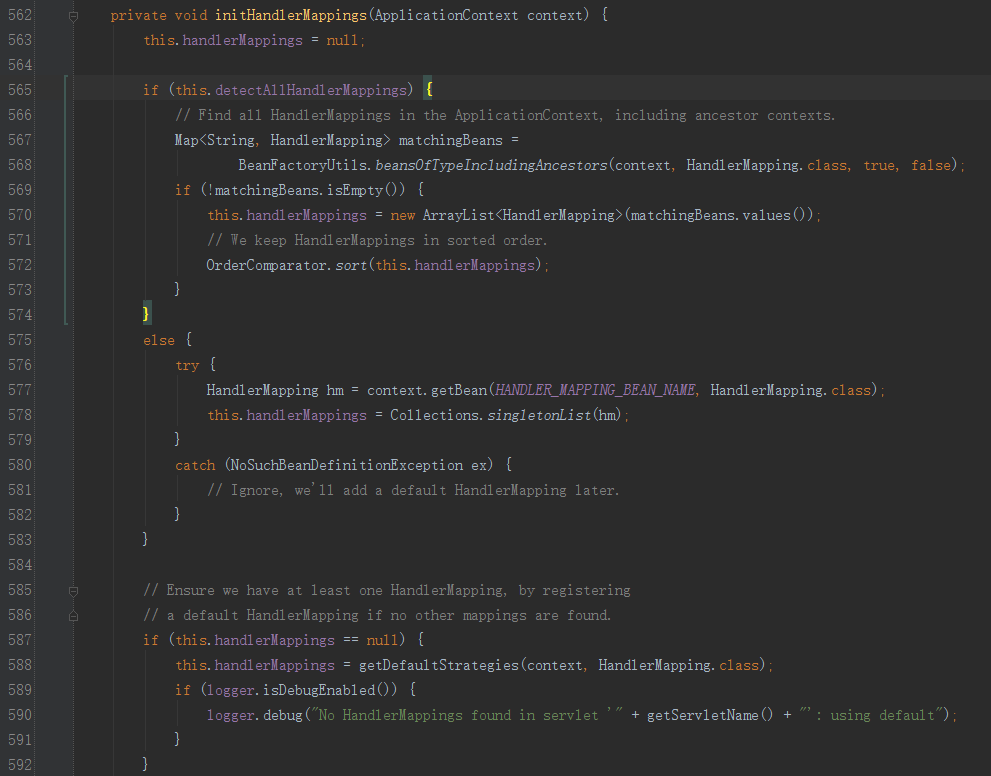 562 private void initHandlerMappings(ApplicationContext context) {
563 this.handlerMappings = null;
564
565 if (this.detectAllHandlerMappings) {
566 // Find all HandlerMappings in the ApplicationContext, including ancestor contexts.
567 Map<String, HandlerMapping> matchingBeans =
568 BeanFactoryUtils.beansOfTypeIncludingAncestors(context, HandlerMapping.class, true, false);
569 if (!matchingBeans.isEmpty()) {
570 this.handlerMappings = new ArrayList<HandlerMapping>(matchingBeans.values());
571 // We keep HandlerMappings in sorted order.
572 OrderComparator.sort(this.handlerMappings);
573 }
574 }
575 else {
576 try {
577 HandlerMapping hm = context.getBean(HANDLER_MAPPING_BEAN_NAME, HandlerMapping.class);
578 this.handlerMappings = Collections.singletonList(hm);
579 }
580 catch (NoSuchBeanDefinitionException ex) {
581 // Ignore, we'll add a default HandlerMapping later.
582 }
583 }
584
585 // Ensure we have at least one HandlerMapping, by registering
586 // a default HandlerMapping if no other mappings are found.
587 if (this.handlerMappings == null) {
588 this.handlerMappings = getDefaultStrategies(context, HandlerMapping.class);
589 if (logger.isDebugEnabled()) {
590 logger.debug("No HandlerMappings found in servlet '" + getServletName() + "': using default");
591 }
592 }